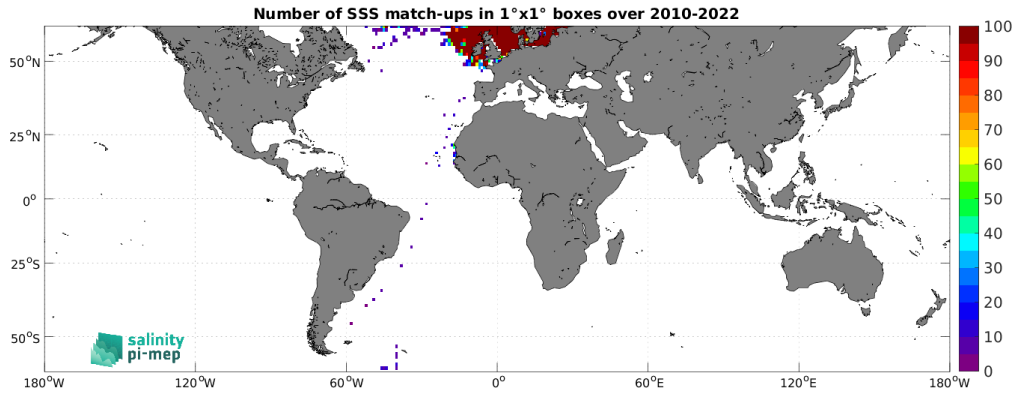 Number of SSS match-ups in 1°x1° boxes over 2010-2022
50°N
25°N
0°
25°S
50°S
180°W
120°W
60°W
0°
60°E
120°E
180°W
100
90
80
70
60
50
40
30
20
10
0
salinity
pi-mep